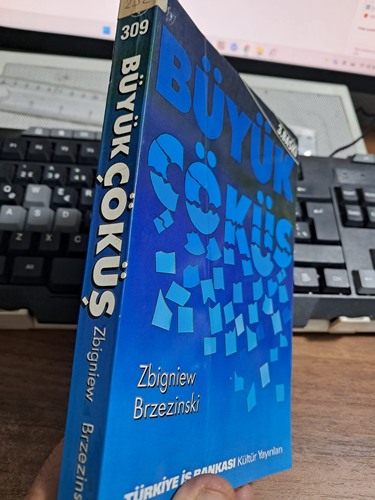 309
BÜYÜK ÇÖKÜŞ
Zbigniew Brzezinski
BÜYÜK
ÇÖKÜŞ
Zbigniew
Brzezinski
TÜRKİYE İŞ BANKASI Kültür Yayınları